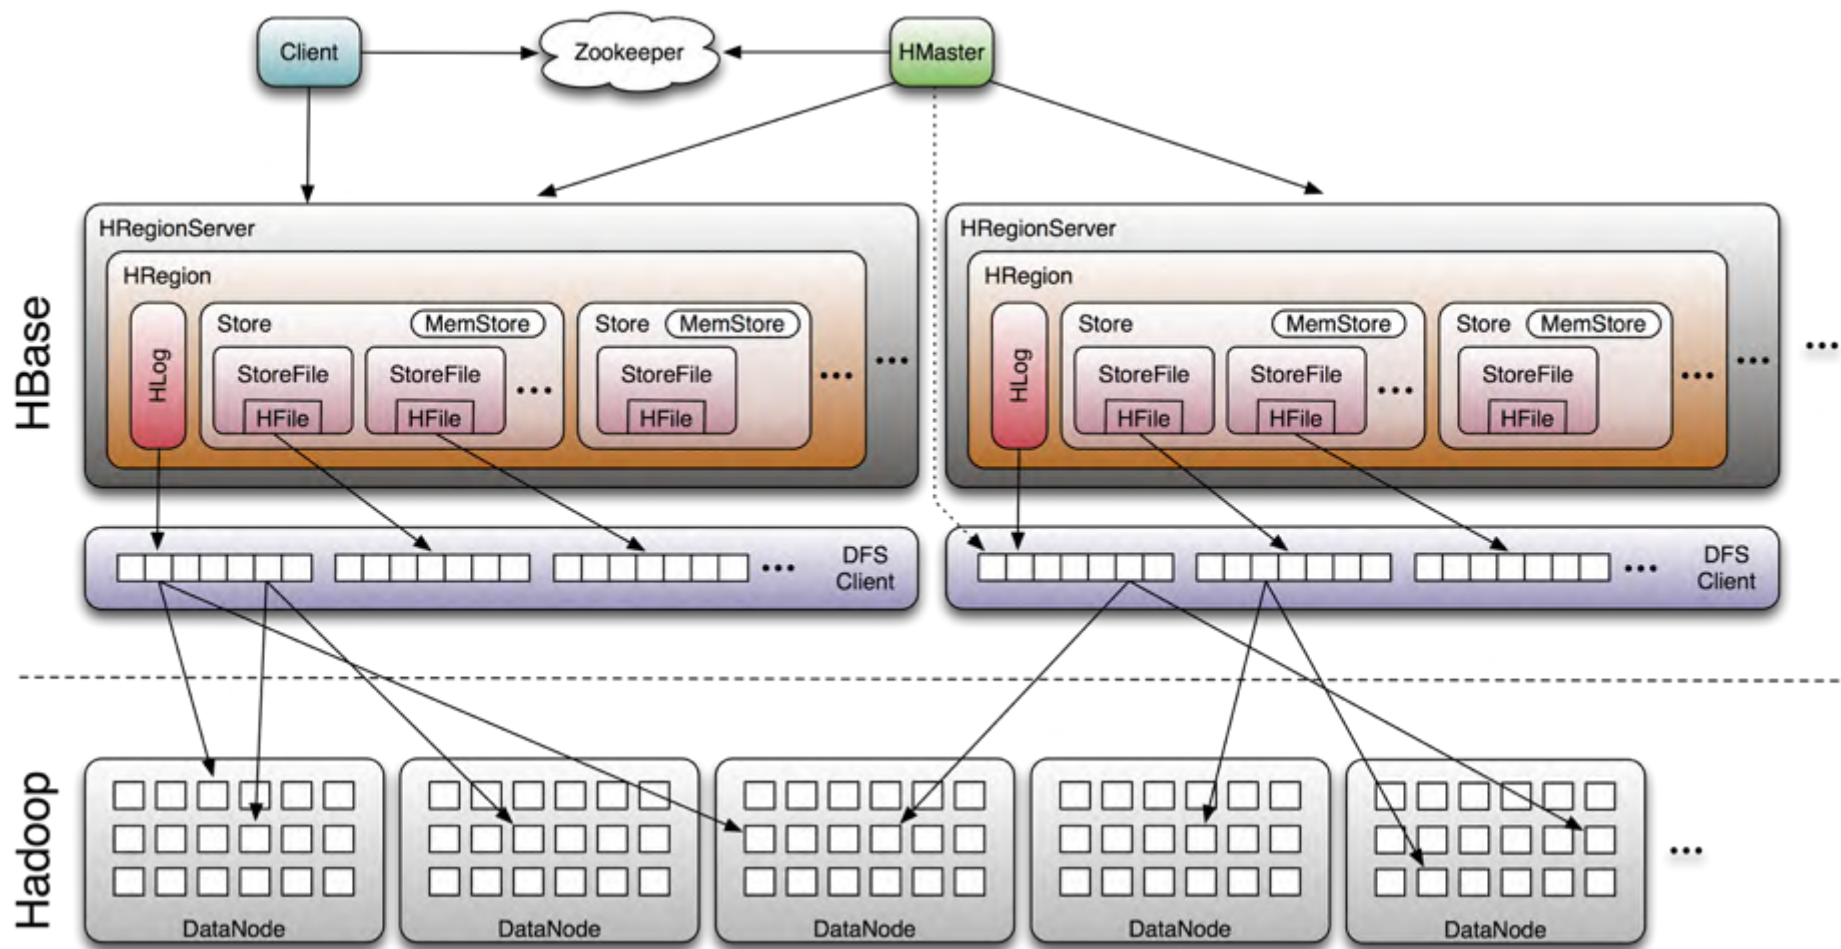 Client
Zookeeper
HMaster
HBase
HRegionServer
HRegionServer
HRegion
HRegion
HLog
Store
MemStore
Store
MemStore
StoreFile
StoreFile
...
StoreFile
...
...
HFile
HFile
HFile
HLog
Store
MemStore
Store
MemStore
StoreFile
StoreFile
...
StoreFile
...
...
...
HFile
HFile
HFile
...
DFS
Client
...
DFS
Client
Hadoop
...
DataNode
DataNode
DataNode
DataNode
DataNode